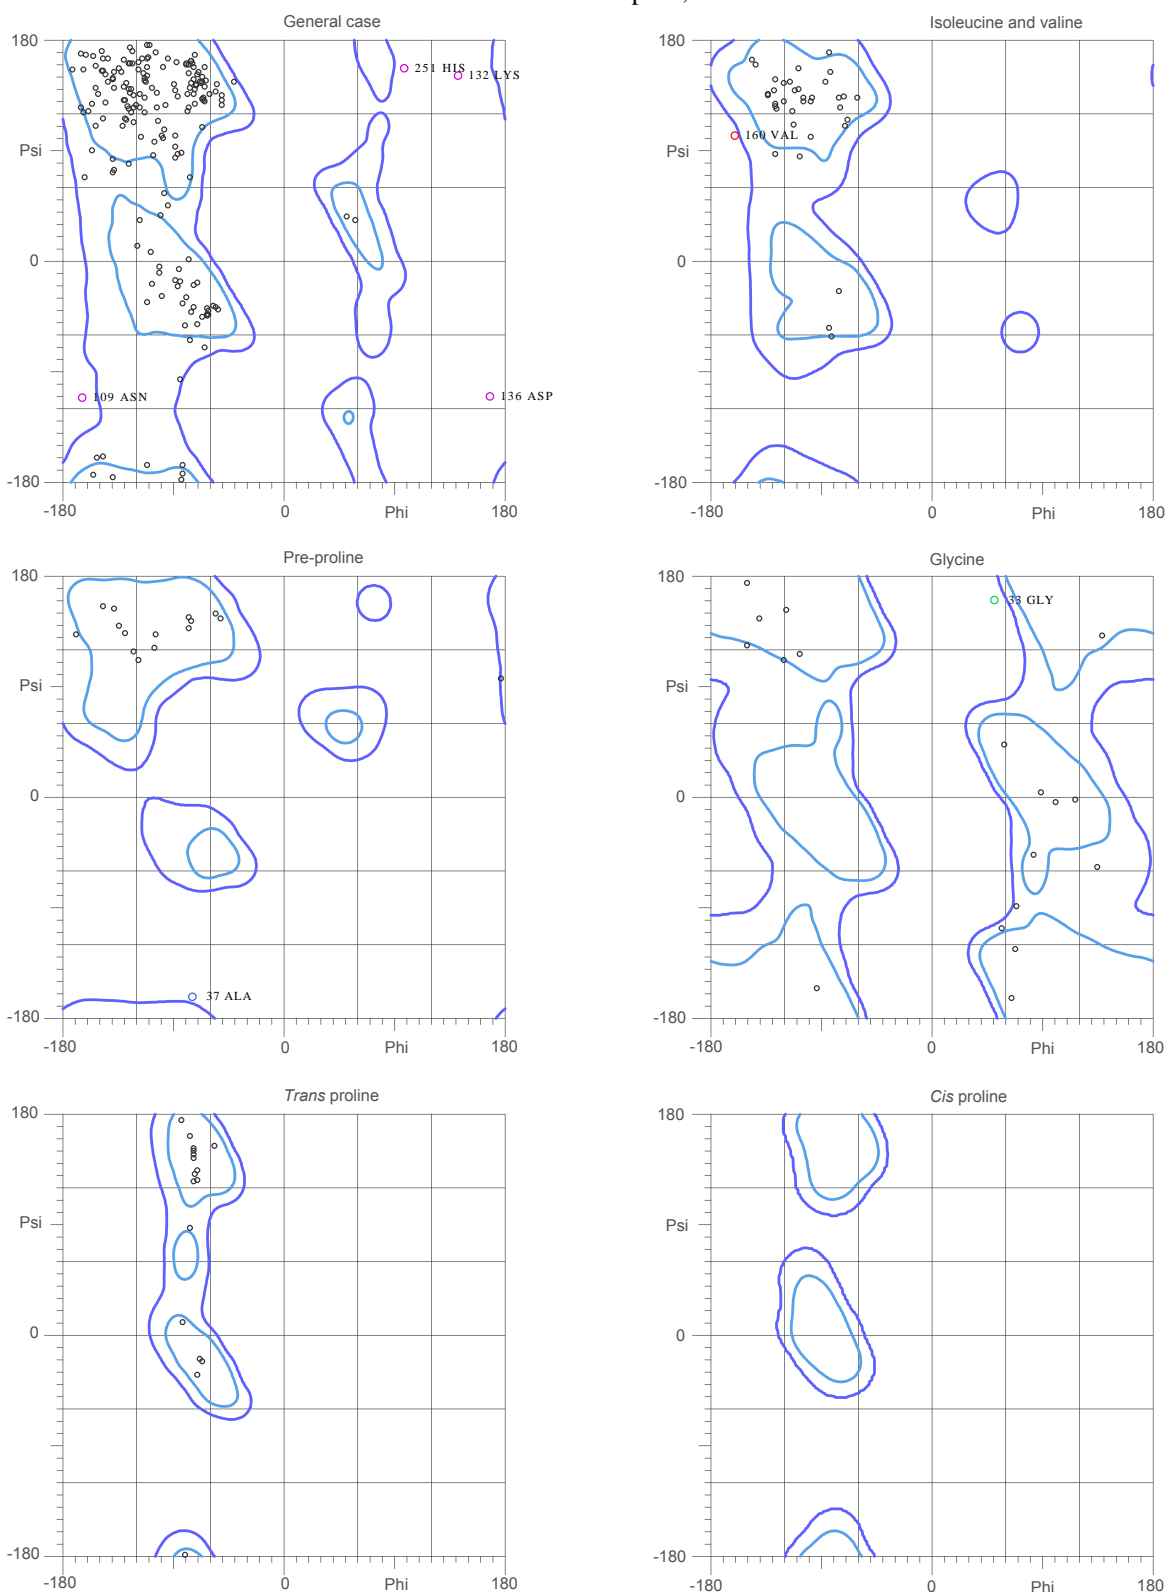 General case
180
Psi
0
-180
-180
0
Phi
180
251 HIS
132 LYS
109 ASN
136 ASP
Isoleucine and valine
180
Psi
0
-180
-180
0
Phi
180
160 VAL
Pre-proline
180
Psi
0
-180
-180
0
Phi
180
37 ALA
Glycine
180
Psi
0
-180
-180
0
Phi
180
33 GLY
Trans proline
180
Psi
0
-180
-180
0
Phi
180
Cis proline
180
Psi
0
-180
-180
0
Phi
180